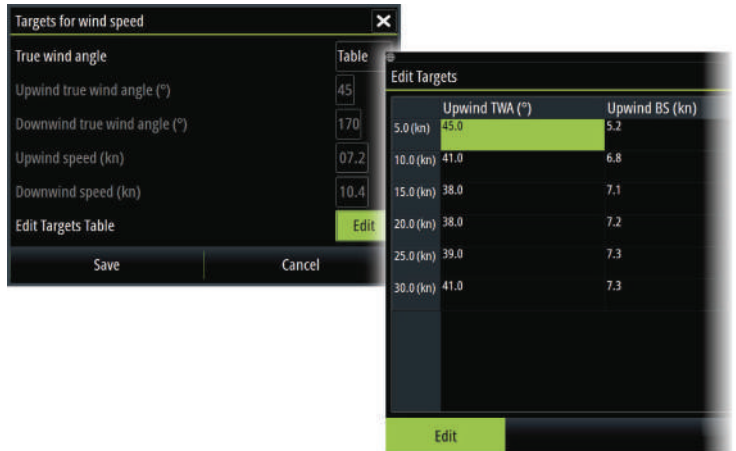 Targets for wind speed
True wind angle Table
Upwind true wind angle (°) 45
Downwind true wind angle (°) 170
Upwind speed (kn) 07.2
Downwind speed (kn) 10.4
Edit Targets Table Edit
Save Cancel
Edit Targets
Upwind TWA (°) Upwind BS (kn)
5.0 (kn) 45.0 5.2
10.0 (kn) 41.0 6.8
15.0 (kn) 38.0 7.1
20.0 (kn) 38.0 7.2
25.0 (kn) 39.0 7.3
30.0 (kn) 41.0 7.3
Edit